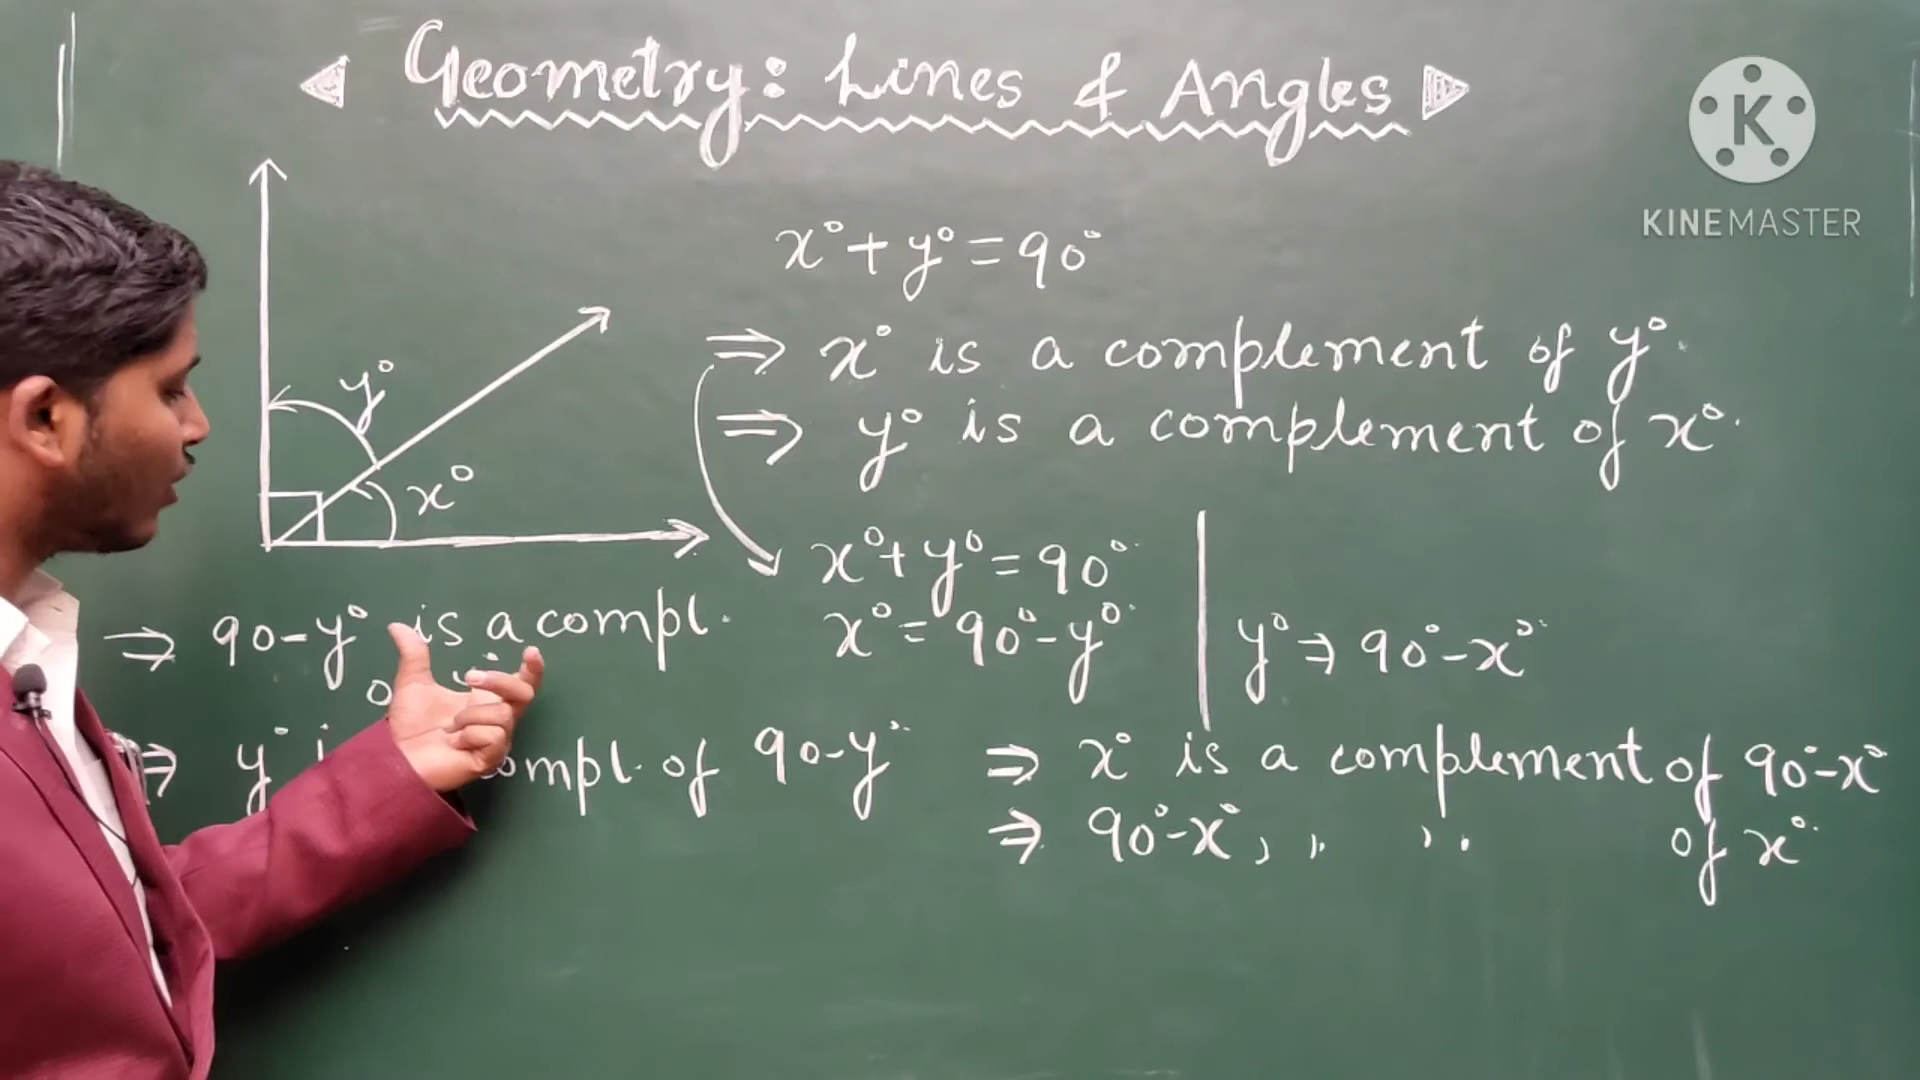 Geometry: Lines & Angles
K
KINEMASTER
x° + y° = 90°
⇒ x° is a complement of y°.
⇒ y° is a complement of x°.
y°
x°
x° + y° = 90°
x° = 90° - y°
y° ⇒ 90° - x°
⇒ 90 - y° is a compl.
⇒ y° compl. of 90 - y°
⇒ x° is a complement of 90° - x°
⇒ 90° - x° ,, ,, of x°.